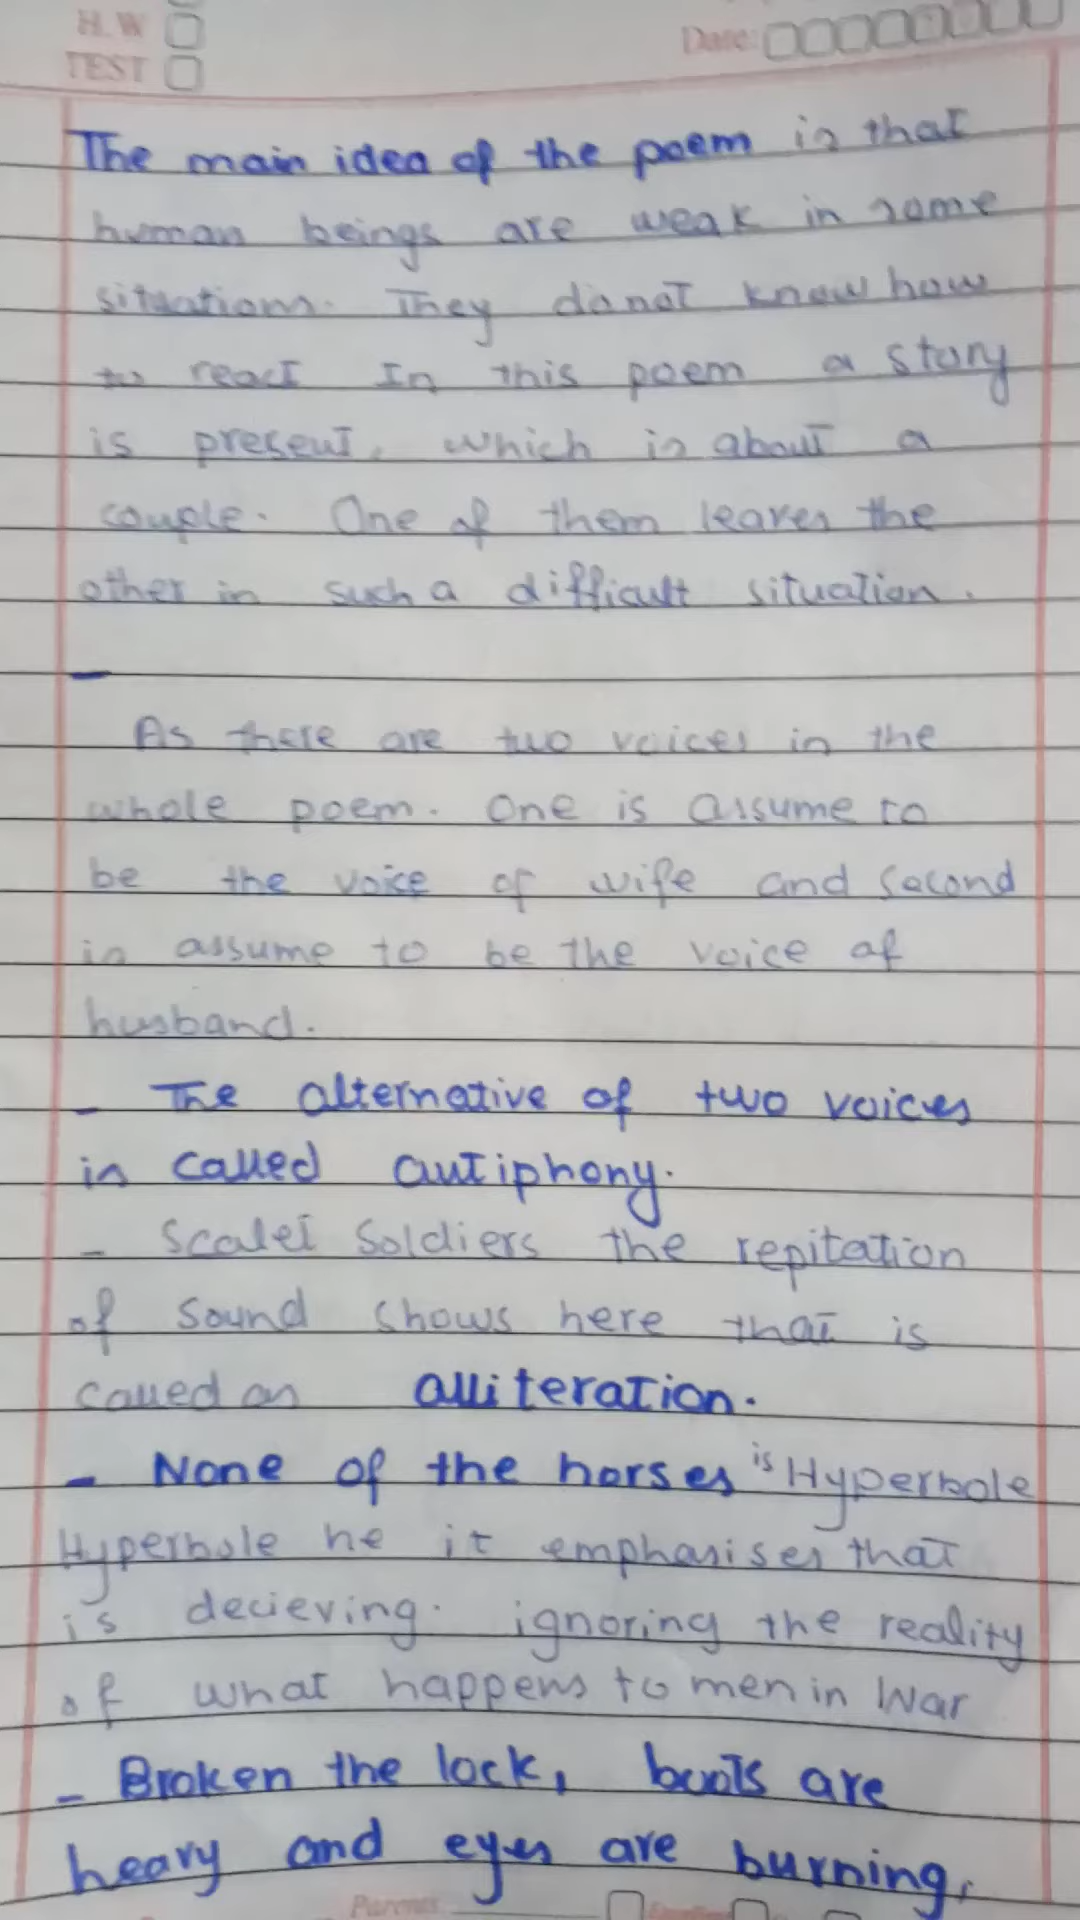 H.W
TEST
Date:
The main idea of the poem is that
human beings are weak in some
situations. They donot know how
to react In this poem a story
is present, which is about a
couple. One of them leaves the
other in such a difficult situation.
-
As there are two voices in the
whole poem. One is assume to
be the voice of wife and second
is assume to be the voice of
husband.
- The alternative of two voices
is called antiphony.
- Scalet Soldiers the repitation
of sound shows here that is
called as alliteration.
- None of the horses is Hyperbole
Hyperbole he it emphasises that
is decieving. ignoring the reality
of what happens to men in War
- Broken the lock, boots are
heavy and eyes are burning,
Parents